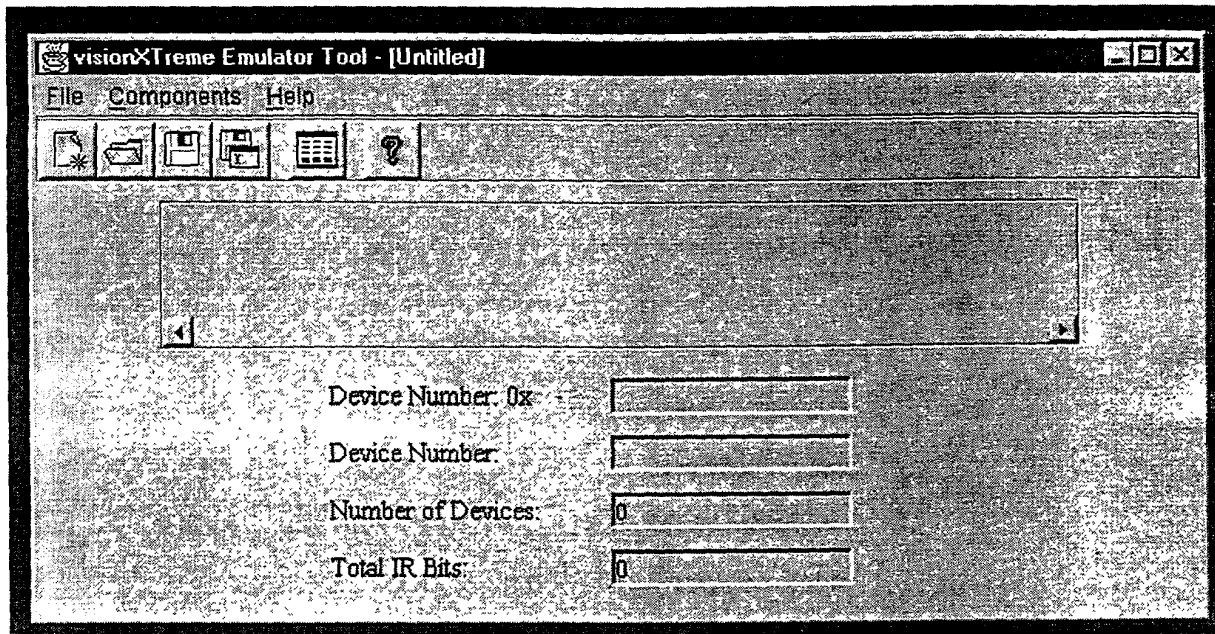 visionXTreme Emulator Tool - [Untitled]
File Components Help
?
Device Number: 0x
Device Number:
Number of Devices: 0
Total IR Bits: 0